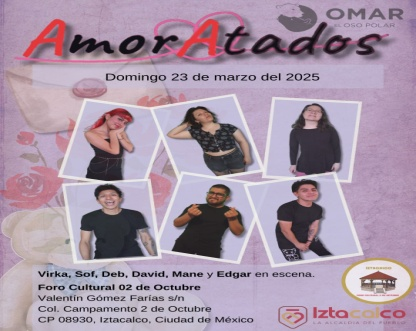 OMAR
EL OSO POLAR
AmorAtados
Domingo 23 de marzo del 2025
Virka, Sof, Deb, David, Mane y Edgar en escena.
Foro Cultural 02 de Octubre
Valentín Gómez Farías s/n
Col. Campamento 2 de Octubre
CP 08930, Iztacalco, Ciudad de México
Iztacalco
LA ALCALDÍA DEL PUEBLO